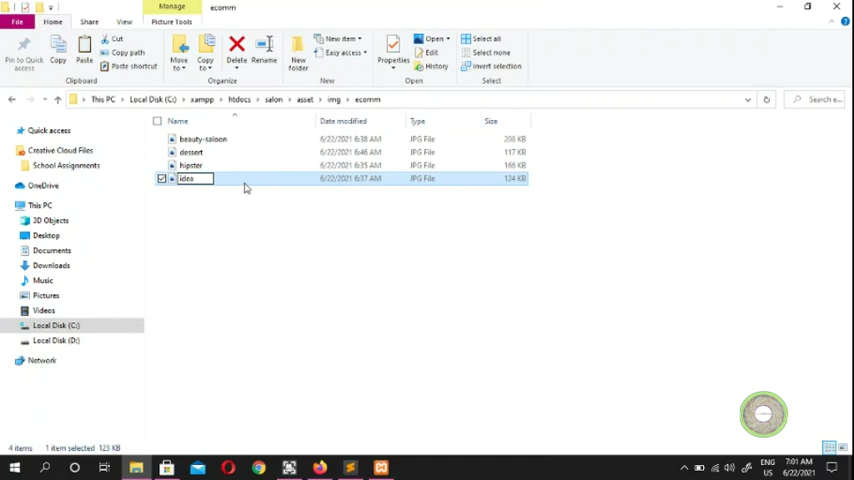 Manage
ecomm
File
Home
Share
View
Picture Tools
Pin to Quick access
Copy
Paste
Cut
Copy path
Paste shortcut
Clipboard
Move to
Copy to
Delete
Rename
Organize
New folder
New item
Easy access
New
Properties
Open
Edit
History
Open
Select all
Select none
Invert selection
Select
This PC > Local Disk (C:) > xampp > htdocs > salon > asset > img > ecomm
Search e...
Name
Date modified
Type
Size
beauty-saloon 6/22/2021 6:38 AM JPG File 208 KB
dessert 6/22/2021 6:46 AM JPG File 117 KB
hipster 6/22/2021 6:35 AM JPG File 166 KB
idea 6/22/2021 6:37 AM JPG File 124 KB
Quick access
Creative Cloud Files
School Assignments
OneDrive
This PC
3D Objects
Desktop
Documents
Downloads
Music
Pictures
Videos
Local Disk (C:)
Local Disk (D:)
Network
4 items 1 item selected 123 KB
ENG
US
7:01 AM
6/22/2021